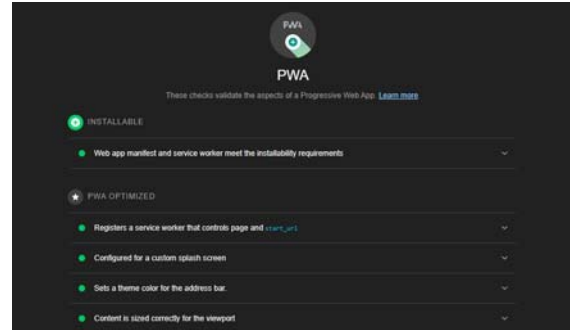 PWA
PWA
These checks validate the aspects of a Progressive Web App. Learn more
INSTALLABLE
Web app manifest and service worker meet the installability requirements
PWA OPTIMIZED
Registers a service worker that controls page and start_url
Configured for a custom splash screen
Sets a theme color for the address bar.
Content is sized correctly for the viewport